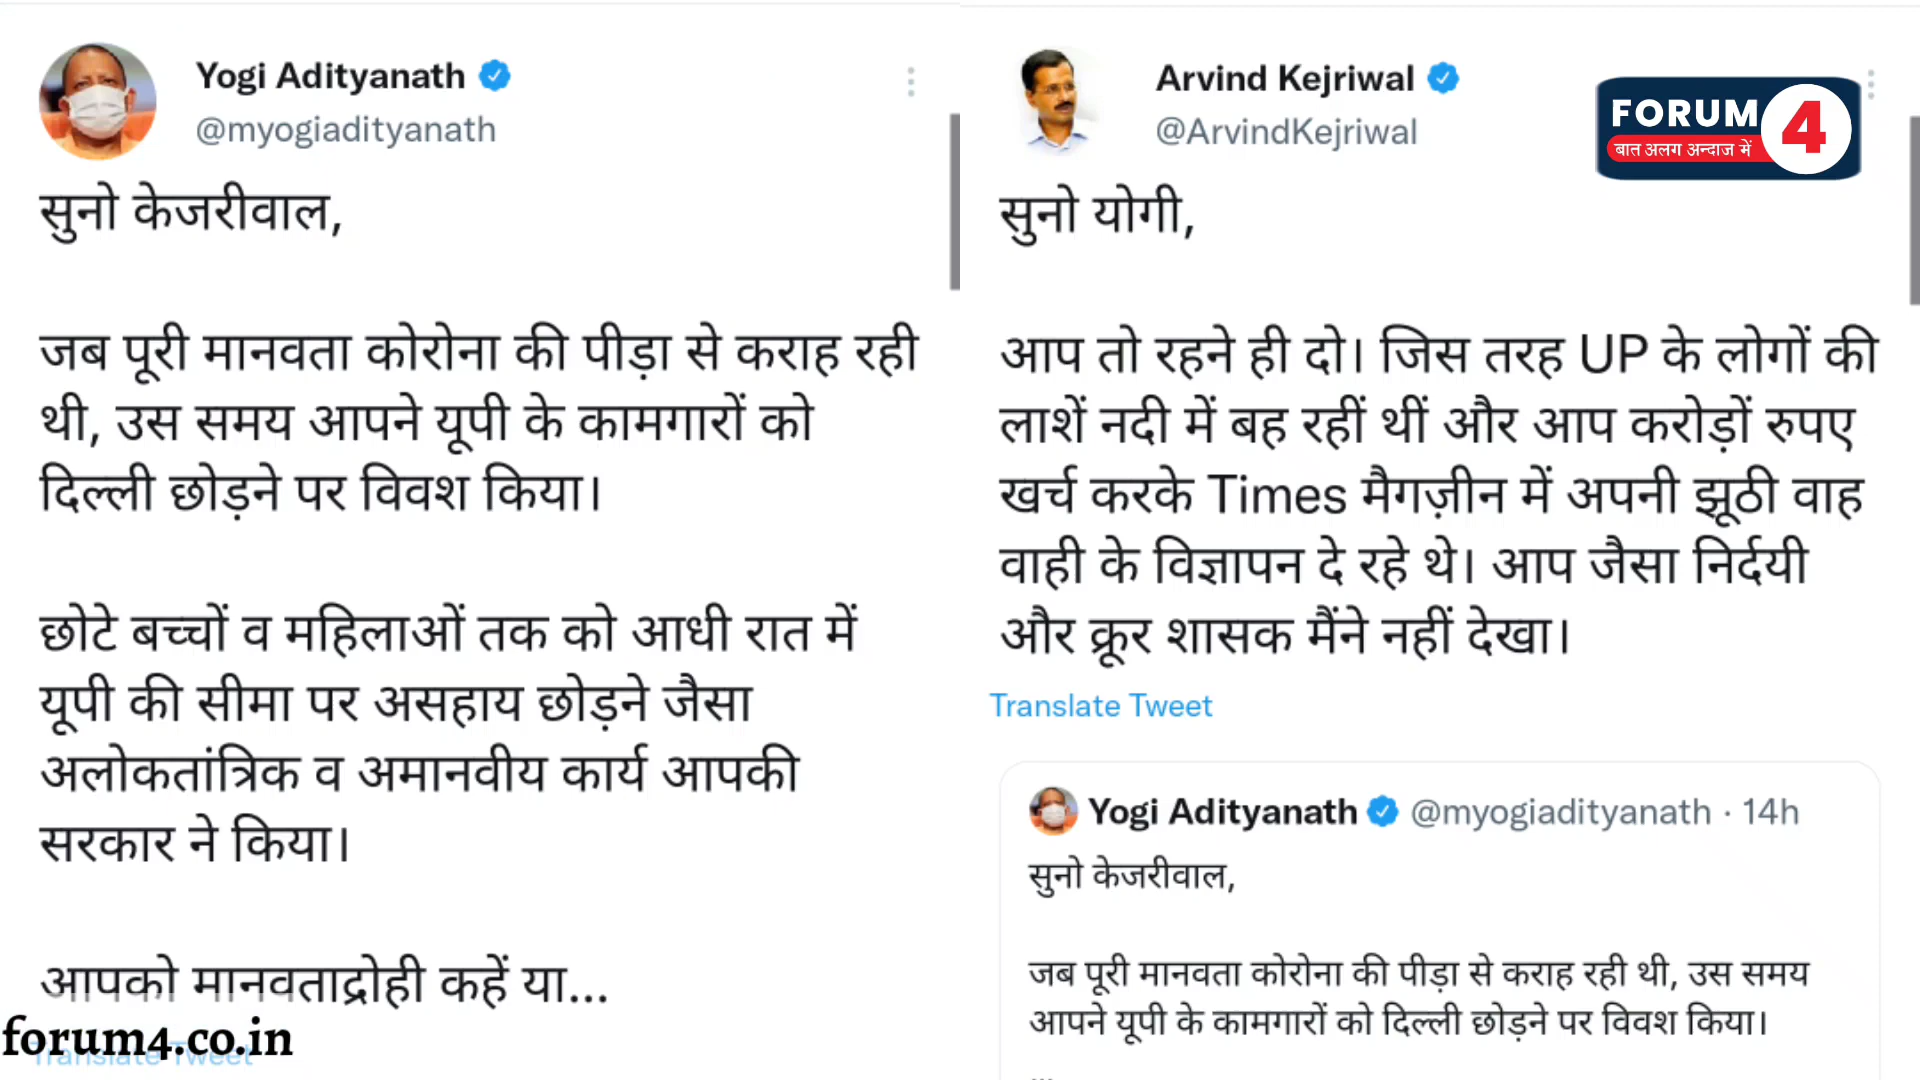 Yogi Adityanath
@myogiadityanath
सुनो केजरीवाल,
जब पूरी मानवता कोरोना की पीड़ा से कराह रही
थी, उस समय आपने यूपी के कामगारों को
दिल्ली छोड़ने पर विवश किया।
छोटे बच्चों व महिलाओं तक को आधी रात में
यूपी की सीमा पर असहाय छोड़ने जैसा
अलोकतांत्रिक व अमानवीय कार्य आपकी
सरकार ने किया।
आपको मानवताद्रोही कहें या...
Translate Tweet
forum4.co.in
Arvind Kejriwal
@ArvindKejriwal
FORUM 4
बात अलग अन्दाज में
सुनो योगी,
आप तो रहने ही दो। जिस तरह UP के लोगों की
लाशें नदी में बह रहीं थीं और आप करोड़ों रुपए
खर्च करके Times मैगज़ीन में अपनी झूठी वाह
वाही के विज्ञापन दे रहे थे। आप जैसा निर्दयी
और क्रूर शासक मैंने नहीं देखा।
Translate Tweet
Yogi Adityanath @myogiadityanath · 14h
सुनो केजरीवाल,
जब पूरी मानवता कोरोना की पीड़ा से कराह रही थी, उस समय
आपने यूपी के कामगारों को दिल्ली छोड़ने पर विवश किया।
...